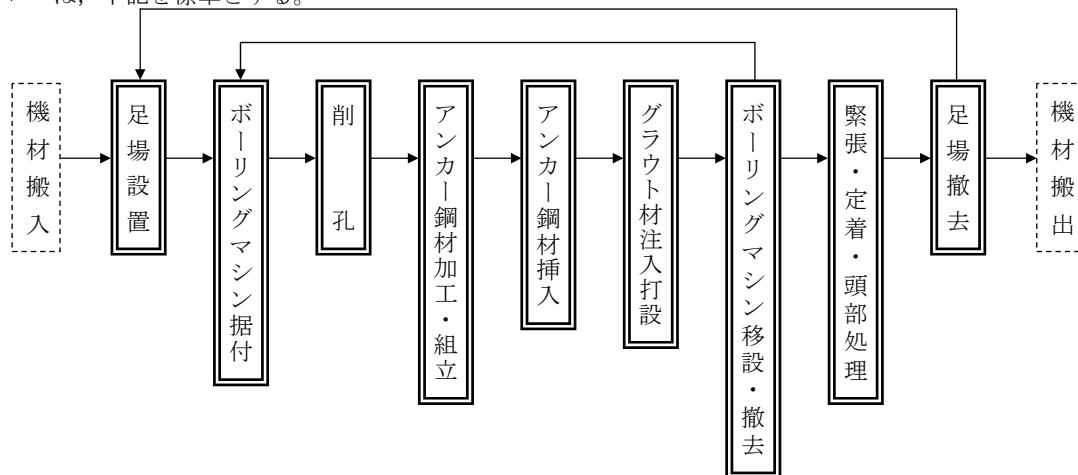 は，下記を標準とする。
機材搬入
足場設置
ボーリングマシン据付
削孔
アンカー鋼材加工・組立
アンカー鋼材挿入
グラウト材注入打設
ボーリングマシン移設・撤去
緊張・定着・頭部処理
足場撤去
機材搬出